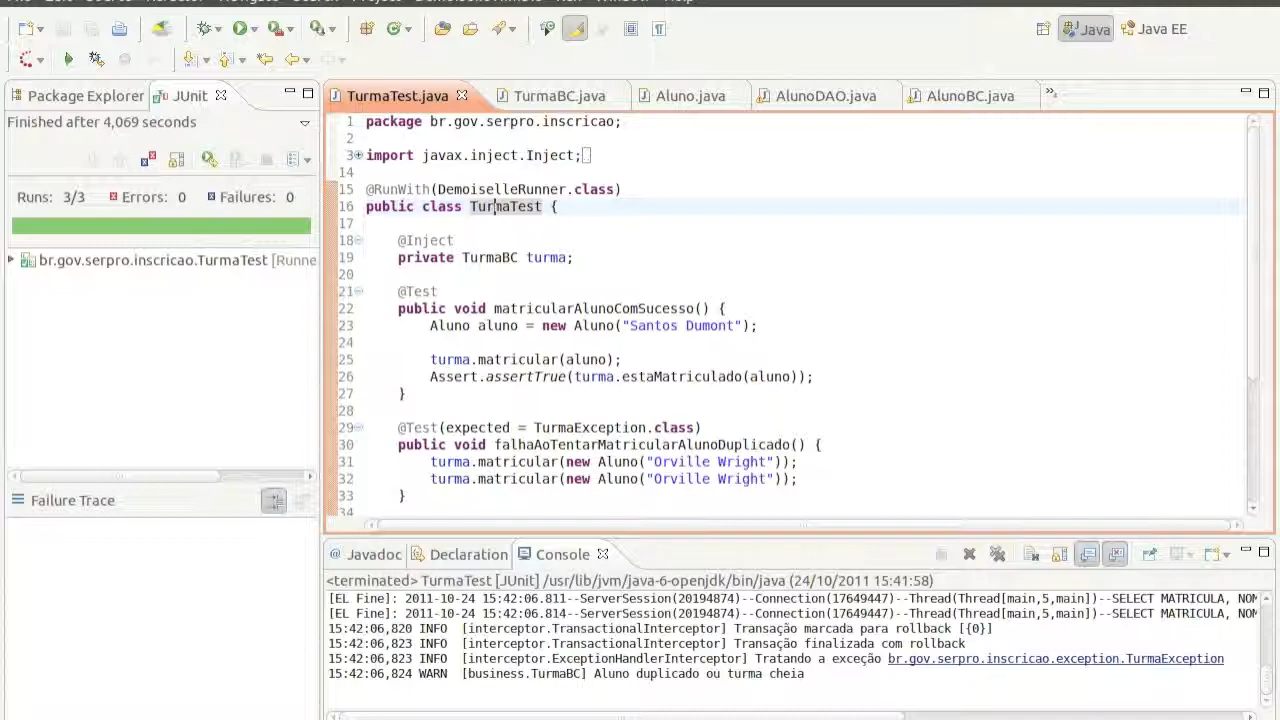 Java
Java EE
Package Explorer
JUnit
Finished after 4,069 seconds
Runs: 3/3
Errors: 0
Failures: 0
br.gov.serpro.inscricao.TurmaTest [Runne
Failure Trace
TurmaTest.java
TurmaBC.java
Aluno.java
AlunoDAO.java
AlunoBC.java
1 package br.gov.serpro.inscricao;
2
3 import javax.inject.Inject;
14
15 @RunWith(DemoiselleRunner.class)
16 public class TurmaTest {
17
18 @Inject
19 private TurmaBC turma;
20
21 @Test
22 public void matricularAlunoComSucesso() {
23 Aluno aluno = new Aluno("Santos Dumont");
24
25 turma.matricular(aluno);
26 Assert.assertTrue(turma.estaMatriculado(aluno));
27 }
28
29 @Test(expected = TurmaException.class)
30 public void falhaAoTentarMatricularAlunoDuplicado() {
31 turma.matricular(new Aluno("Orville Wright"));
32 turma.matricular(new Aluno("Orville Wright"));
33 }
34
Javadoc
Declaration
Console
<terminated> TurmaTest [JUnit] /usr/lib/jvm/java-6-openjdk/bin/java (24/10/2011 15:41:58)
[EL Fine]: 2011-10-24 15:42:06.811--ServerSession(20194874)--Connection(17649447)--Thread(Thread[main,5,main])--SELECT MATRICULA, NOM
[EL Fine]: 2011-10-24 15:42:06.814--ServerSession(20194874)--Connection(17649447)--Thread(Thread[main,5,main])--SELECT MATRICULA, NOM
15:42:06,820 INFO [interceptor.TransactionalInterceptor] Transação marcada para rollback [{0}]
15:42:06,823 INFO [interceptor.TransactionalInterceptor] Transação finalizada com rollback
15:42:06,823 INFO [interceptor.ExceptionHandlerInterceptor] Tratando a exceção br.gov.serpro.inscricao.exception.TurmaException
15:42:06,824 WARN [business.TurmaBC] Aluno duplicado ou turma cheia